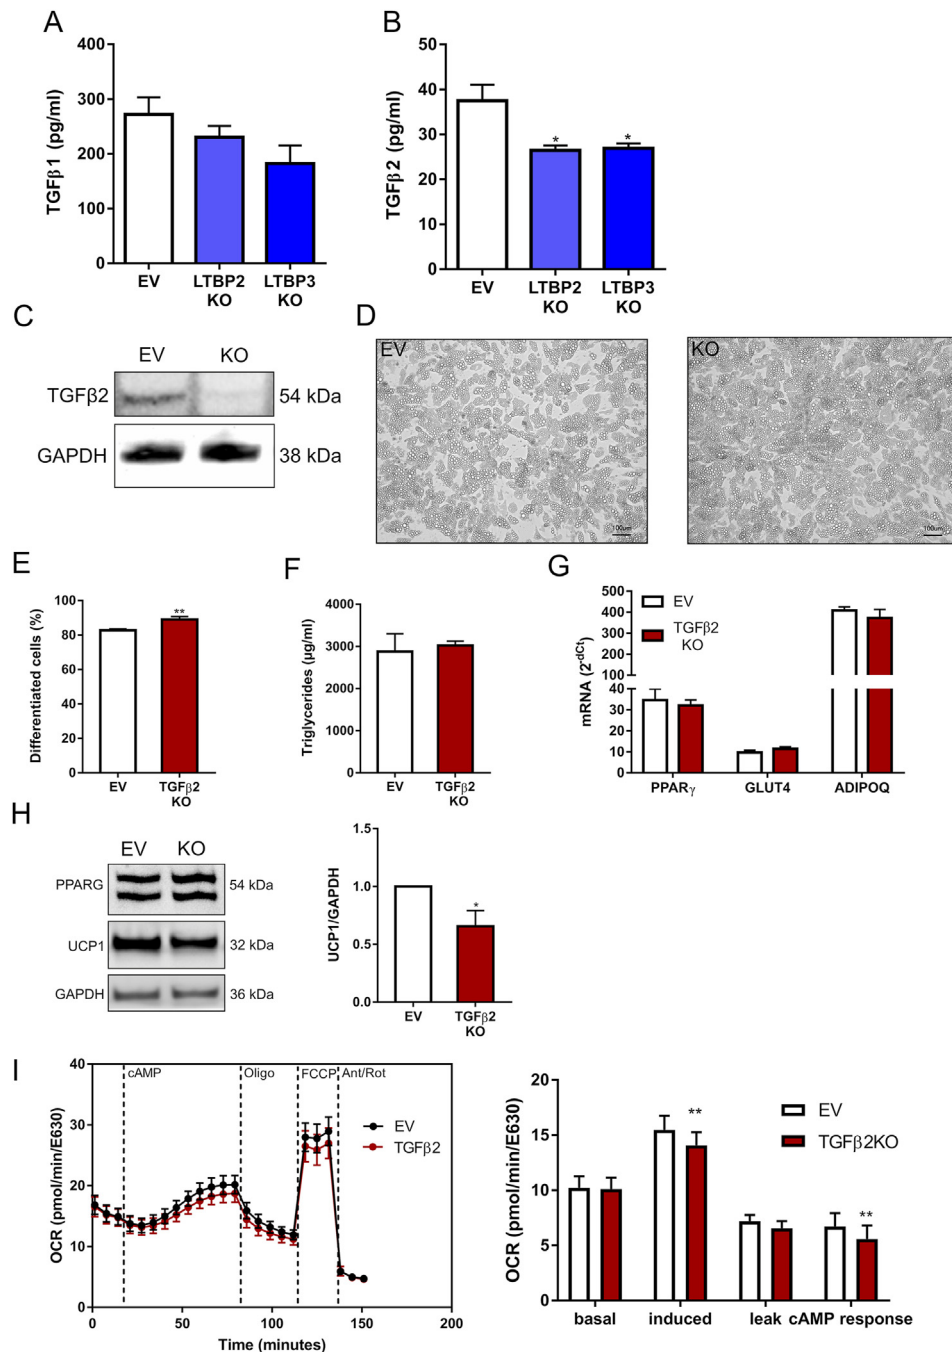 A
TGFβ1 (pg/ml)
400
300
200
100
0
EV
LTBP2
KO
LTBP3
KO
B
TGFβ2 (pg/ml)
50
40
30
20
10
0
*
*
EV
LTBP2
KO
LTBP3
KO
C
EV KO
TGFβ2 54 kDa
GAPDH 38 kDa
D
EV
100um
KO
100um
E
Differentiated cells (%)
100
80
60
40
20
0
**
EV
TGFβ2
KO
F
Triglycerides (µg/ml)
4000
3000
2000
1000
0
EV
TGFβ2
KO
G
mRNA (2-dCt)
500
400
300
200
100
40
30
20
10
0
EV
TGFβ2
KO
PPARγ GLUT4 ADIPOQ
H
EV KO
PPARG 54 kDa
UCP1 32 kDa
GAPDH 36 kDa
UCP1/GAPDH
1.5
1.0
0.5
0.0
*
EV
TGFβ2
KO
I
OCR (pmol/min/E630)
40
30
20
10
0
cAMP Oligo FCCP Ant/Rot
EV
TGFβ2
0 50 100 150 200
Time (minutes)
OCR (pmol/min/E630)
20
15
10
5
0
EV
TGFβ2KO
**
**
basal induced leak cAMP response